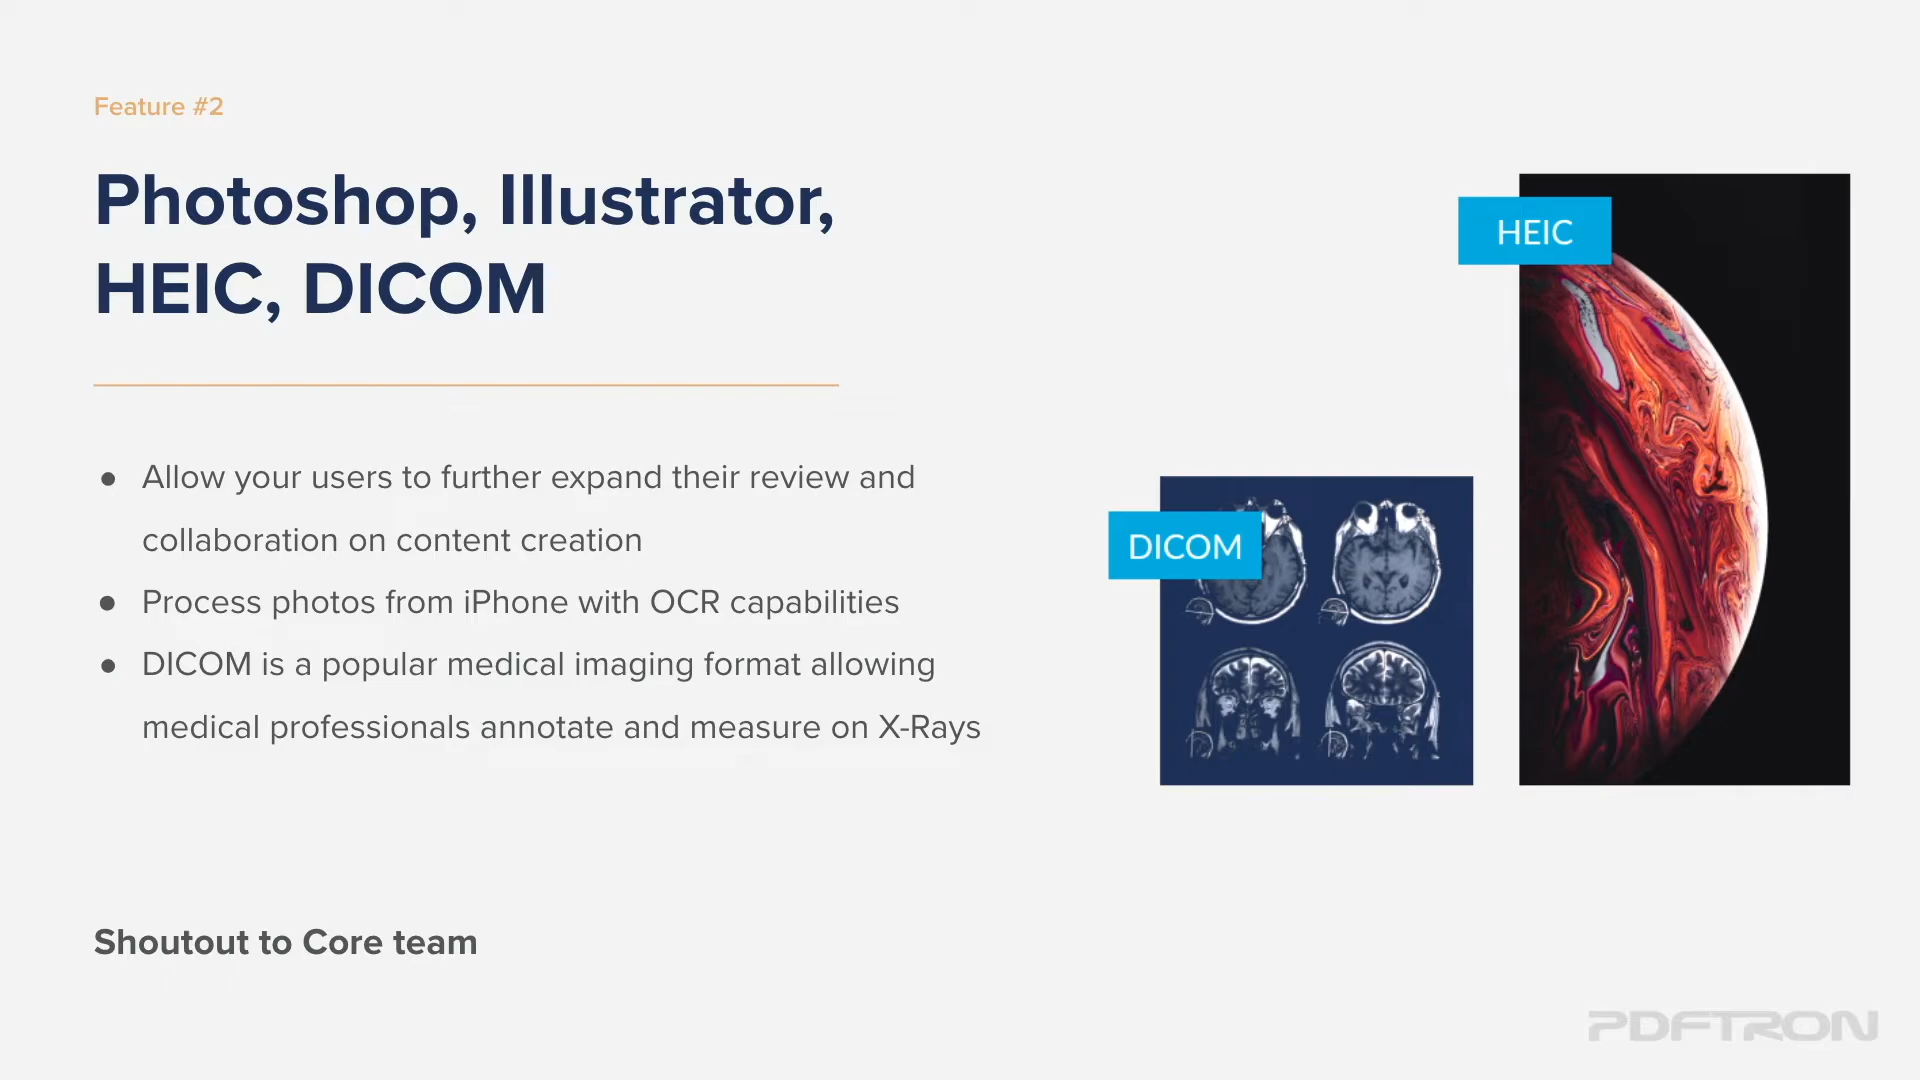 Feature #2
Photoshop, Illustrator,
HEIC, DICOM
● Allow your users to further expand their review and
collaboration on content creation
● Process photos from iPhone with OCR capabilities
● DICOM is a popular medical imaging format allowing
medical professionals annotate and measure on X-Rays
Shoutout to Core team
HEIC
DICOM
PDFTRON